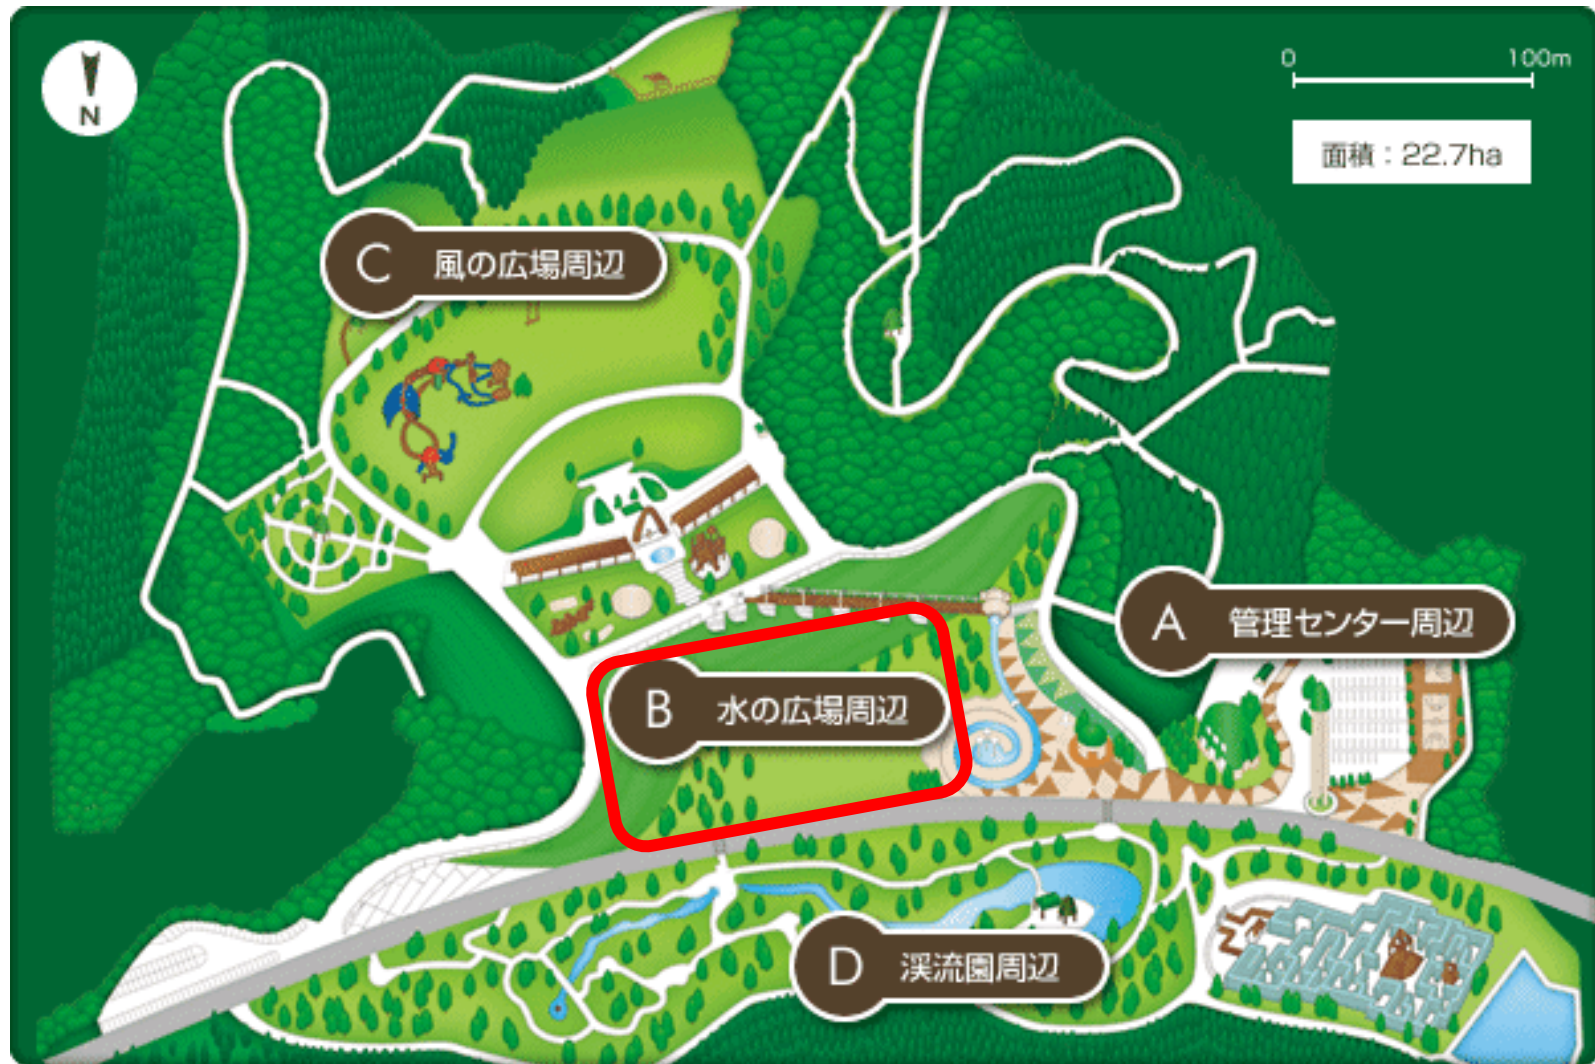 N
0 100m
面積：22.7ha
C 風の広場周辺
A 管理センター周辺
B 水の広場周辺
D 渓流園周辺